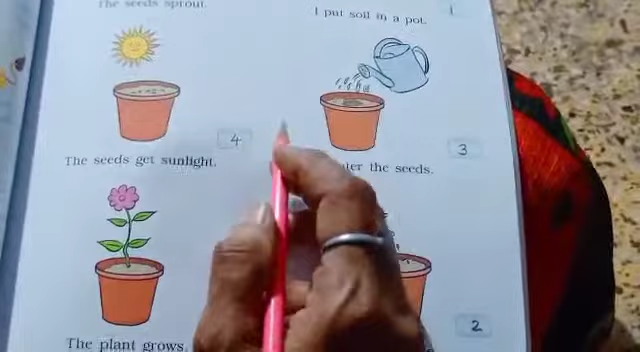 The seeds sprout.
I put soil in a pot.
1
4
3
The seeds get sunlight.
the seeds.
2
The plant grows.